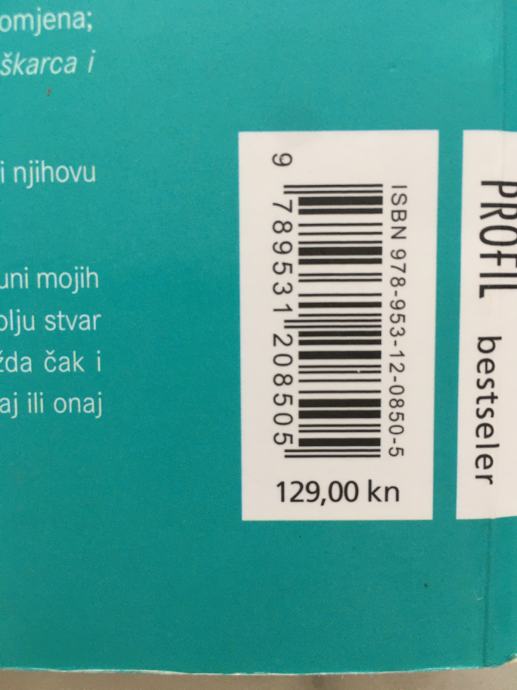 omjena;
škarca i
i njihovu
uni mojih
olju stvar
žda čak i
aj ili onaj
ISBN 978-953-12-0850-5
9 789531 208505
129,00 kn
PROFIL bestseler